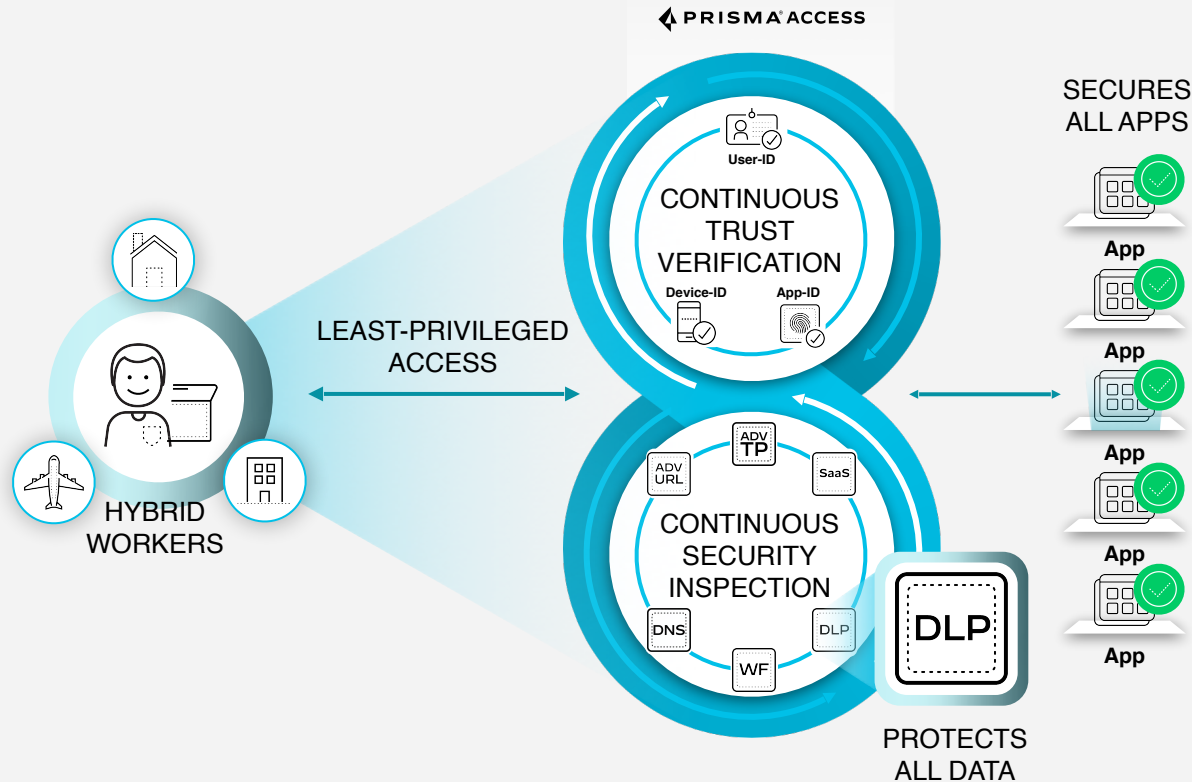 PRISMA® ACCESS
User-ID
CONTINUOUS
TRUST
VERIFICATION
Device-ID
App-ID
LEAST-PRIVILEGED
ACCESS
HYBRID
WORKERS
ADV
TP
ADV
URL
SaaS
CONTINUOUS
SECURITY
INSPECTION
DNS
WF
DLP
DLP
PROTECTS
ALL DATA
SECURES
ALL APPS
App
App
App
App
App